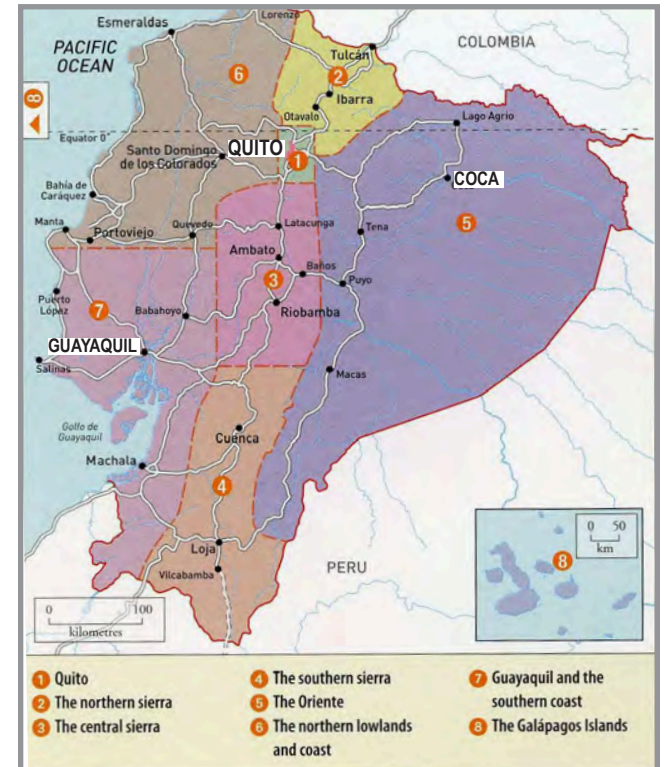 Lorenzo
Esmeraldas
PACIFIC
OCEAN
COLOMBIA
Tulcán
6
2
Ibarra
8
Otavalo
Lago Agrio
Equator 0°
Santo Domingo
de los Colorados
QUITO
1
COCA
Bahía de
Caráquez
Manta
Portoviejo
Quevedo
Latacunga
Tena
5
Ambato
Baños
3
Puyo
Puerto
López
7
Babahoyo
Riobamba
GUAYAQUIL
Salinas
Macas
Golfo de
Guayaquil
Cuenca
Machala
4
0 50
km
8
Loja
PERU
Vilcabamba
0 100
kilometres
1 Quito
2 The northern sierra
3 The central sierra
4 The southern sierra
5 The Oriente
6 The northern lowlands
and coast
7 Guayaquil and the
southern coast
8 The Galápagos Islands